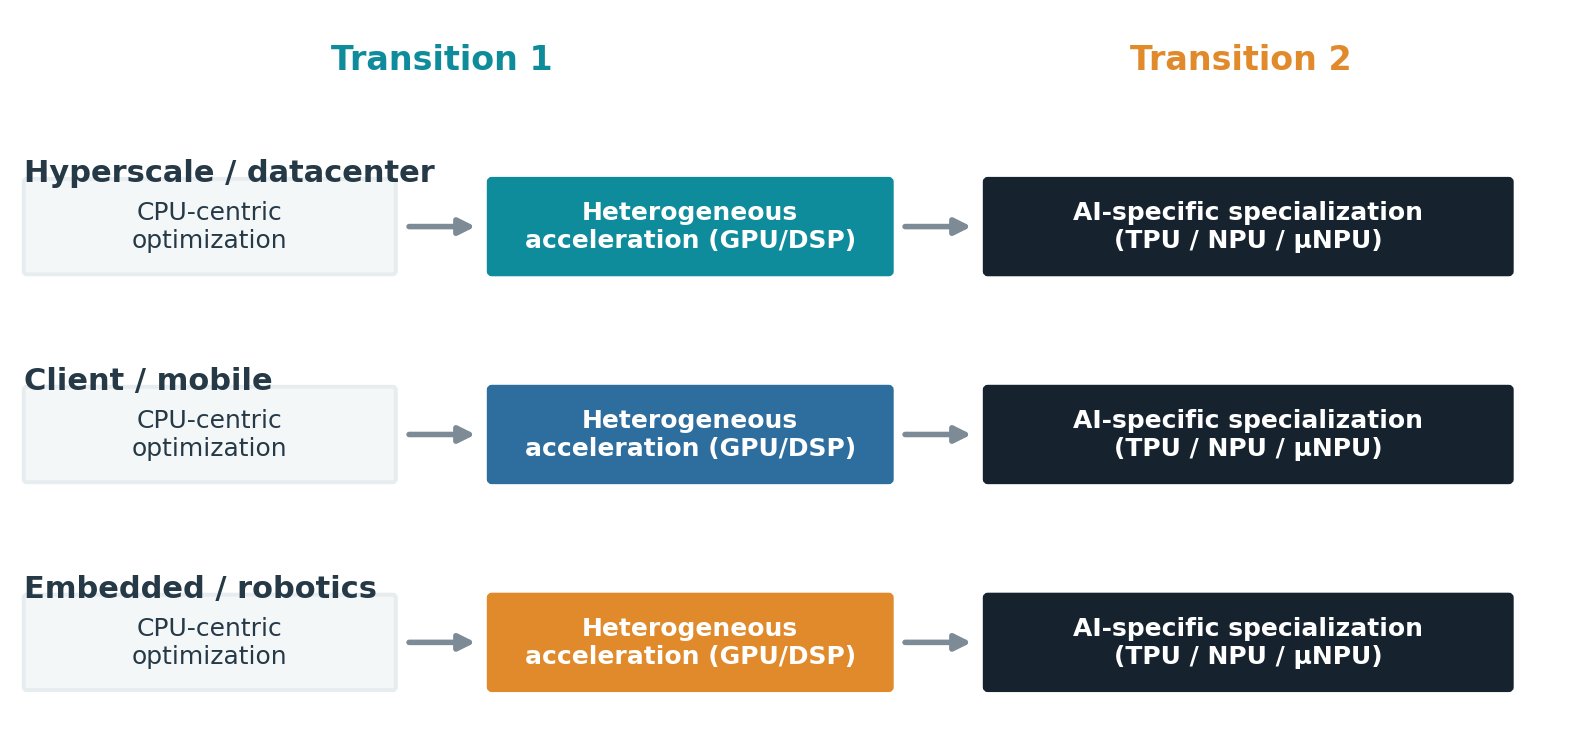 Transition 1
Transition 2
Hyperscale / datacenter
CPU-centric
optimization
Heterogeneous
acceleration (GPU/DSP)
AI-specific specialization
(TPU / NPU / μNPU)
Client / mobile
CPU-centric
optimization
Heterogeneous
acceleration (GPU/DSP)
AI-specific specialization
(TPU / NPU / μNPU)
Embedded / robotics
CPU-centric
optimization
Heterogeneous
acceleration (GPU/DSP)
AI-specific specialization
(TPU / NPU / μNPU)